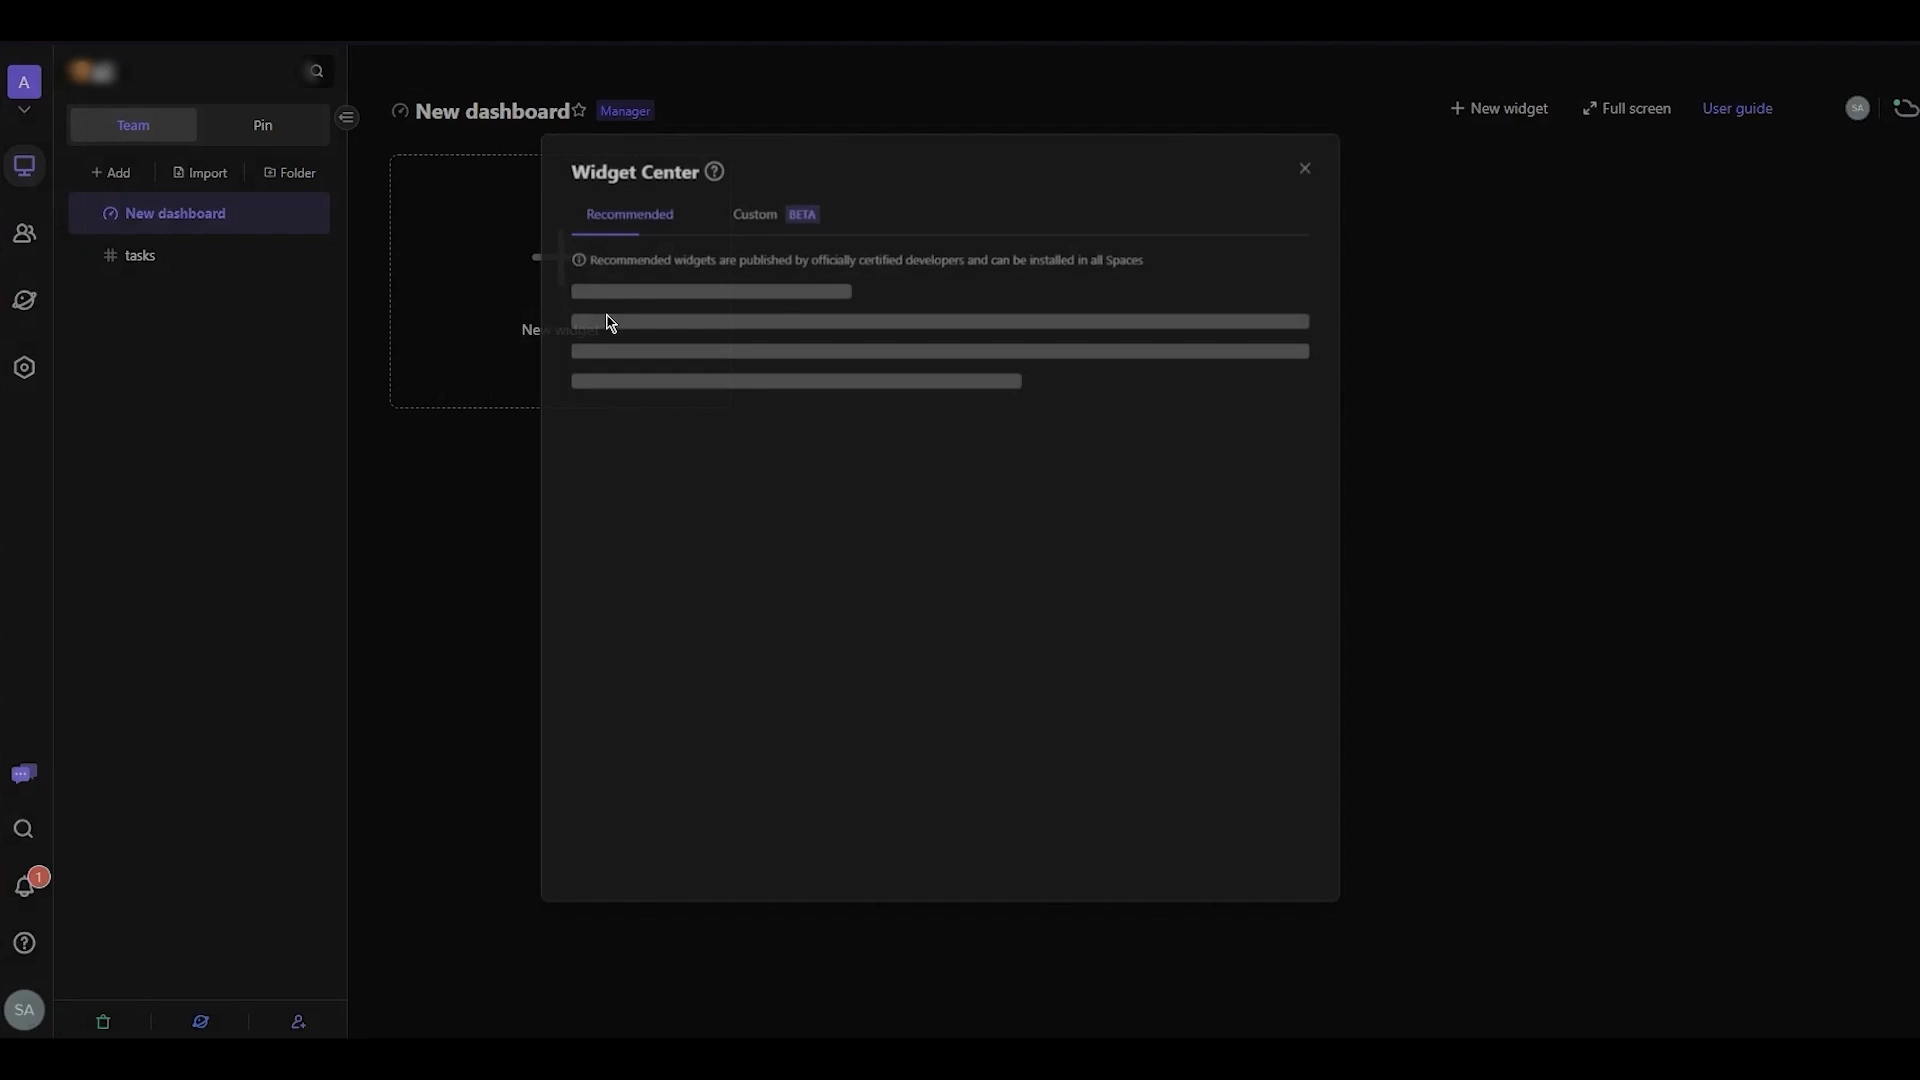 A
Team
Pin
Add
Import
Folder
New dashboard
tasks
1
SA
New dashboard
Manager
New widget
Full screen
User guide
SA
Widget Center
Recommended
Custom BETA
Recommended widgets are published by officially certified developers and can be installed in all Spaces
New widget